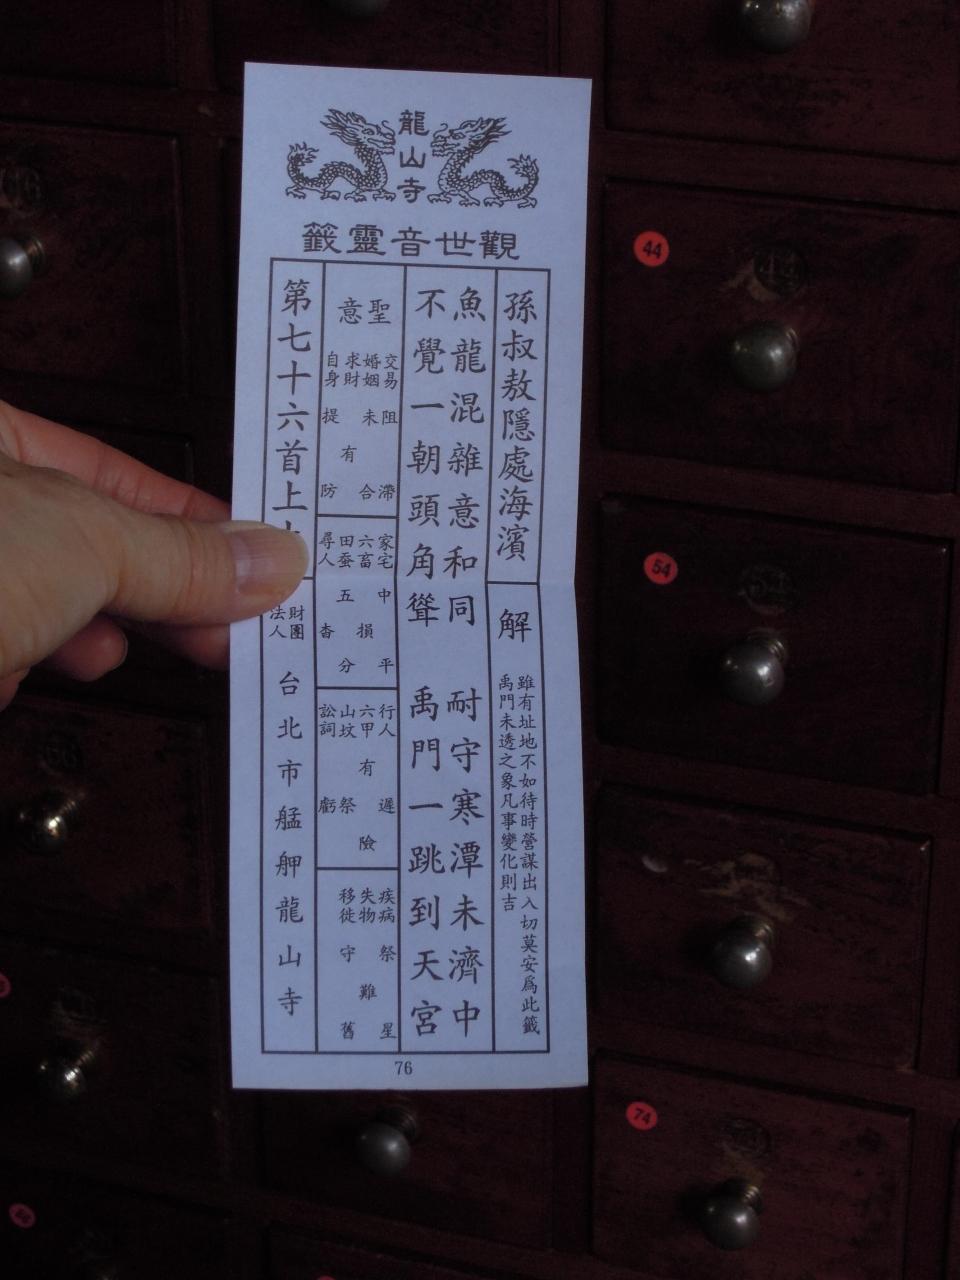 龍山寺
觀世音靈籤
孫叔敖隱處海濱
解
雖有址地不如待時營謀出入切莫妄為此籤
禹門未透之象凡事變化則吉
魚龍混雜意和同 耐守寒潭未濟中
不覺一朝頭角聳 禹門一跳到天宮
聖意
交易阻滯
婚姻未合
求財有
自身提防
家宅中平
六畜損
田蚕五分
尋人杳
行人遲
六甲有險
山坟祭
訟詞虧
疾病祭星
失物難
移徙守舊
第七十六首上
財團法人
台北市艋舺龍山寺
76
44
54
74